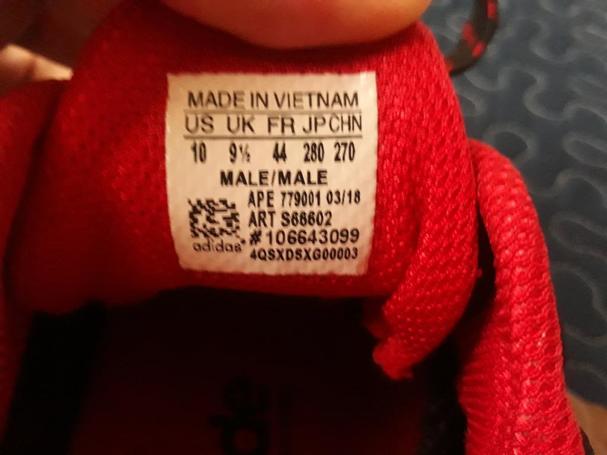 MADE IN VIETNAM
US UK FR JP CHN
10 9½ 44 280 270
MALE/MALE
APE 779001 03/18
ART S66602
#106643099
adidas 4QSXDSXG00003